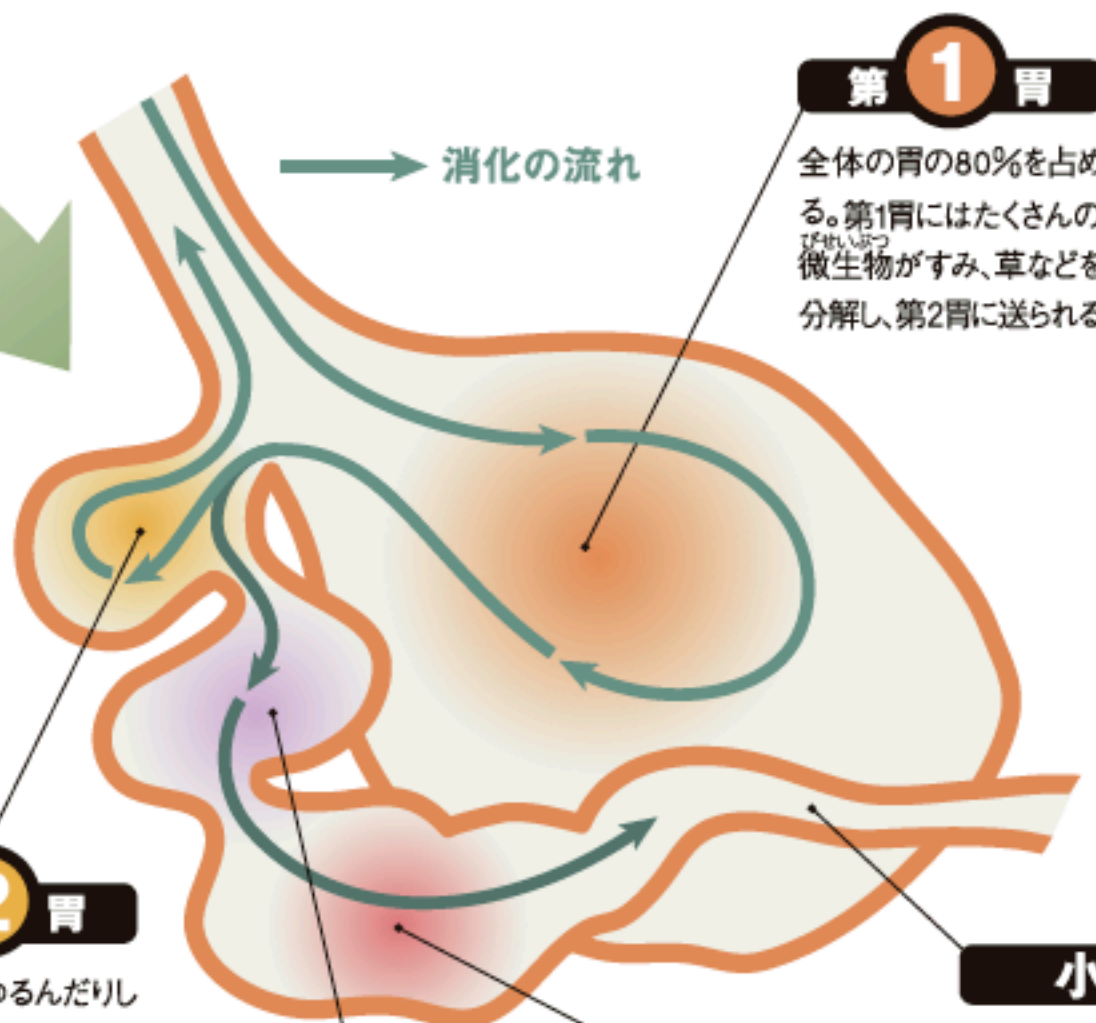 第1胃
消化の流れ
全体の胃の80%を占め
る。第1胃にはたくさんの
びせいぶつ
微生物がすみ、草などを
分解し、第2胃に送られる
2胃
ゆるんだりし
小